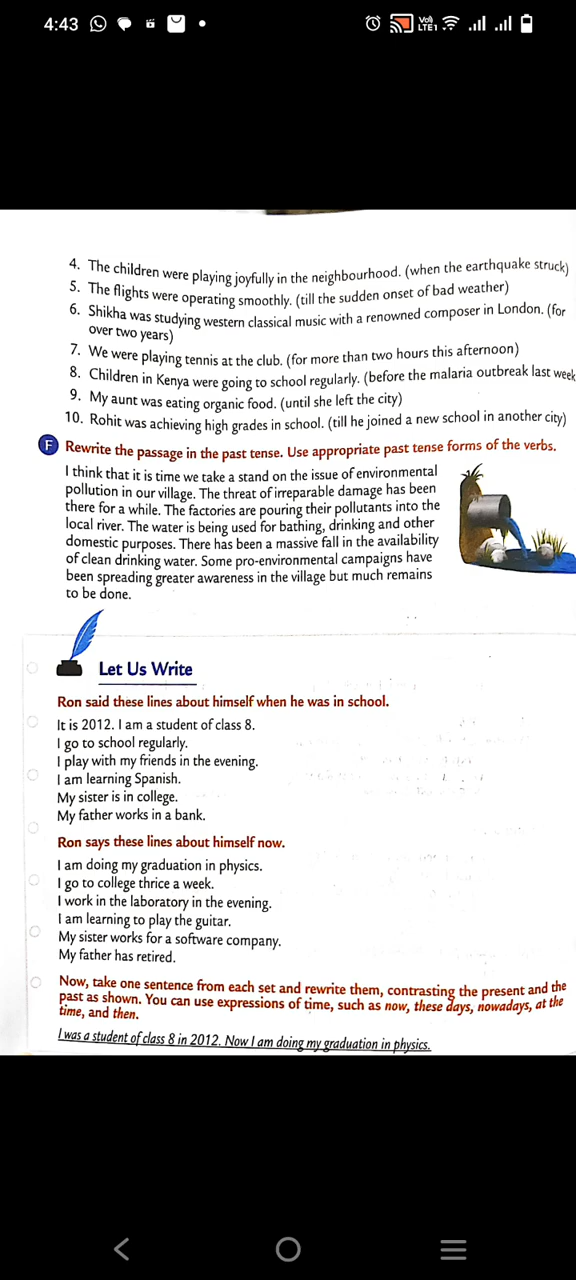 4:43
Vo)
LTE1
4. The children were playing joyfully in the neighbourhood. (when the earthquake struck)
5. The flights were operating smoothly. (till the sudden onset of bad weather)
6. Shikha was studying western classical music with a renowned composer in London. (for
over two years)
7. We were playing tennis at the club. (for more than two hours this afternoon)
8. Children in Kenya were going to school regularly. (before the malaria outbreak last week
9. My aunt was eating organic food. (until she left the city)
10. Rohit was achieving high grades in school. (till he joined a new school in another city)
F Rewrite the passage in the past tense. Use appropriate past tense forms of the verbs.
I think that it is time we take a stand on the issue of environmental
pollution in our village. The threat of irreparable damage has been
there for a while. The factories are pouring their pollutants into the
local river. The water is being used for bathing, drinking and other
domestic purposes. There has been a massive fall in the availability
of clean drinking water. Some pro-environmental campaigns have
been spreading greater awareness in the village but much remains
to be done.
Let Us Write
Ron said these lines about himself when he was in school.
It is 2012. I am a student of class 8.
I go to school regularly.
I play with my friends in the evening.
I am learning Spanish.
My sister is in college.
My father works in a bank.
Ron says these lines about himself now.
I am doing my graduation in physics.
I go to college thrice a week.
I work in the laboratory in the evening.
I am learning to play the guitar.
My sister works for a software company.
My father has retired.
Now, take one sentence from each set and rewrite them, contrasting the present and the
past as shown. You can use expressions of time, such as now, these days, nowadays, at the
time, and then.
I was a student of class 8 in 2012. Now I am doing my graduation in physics.